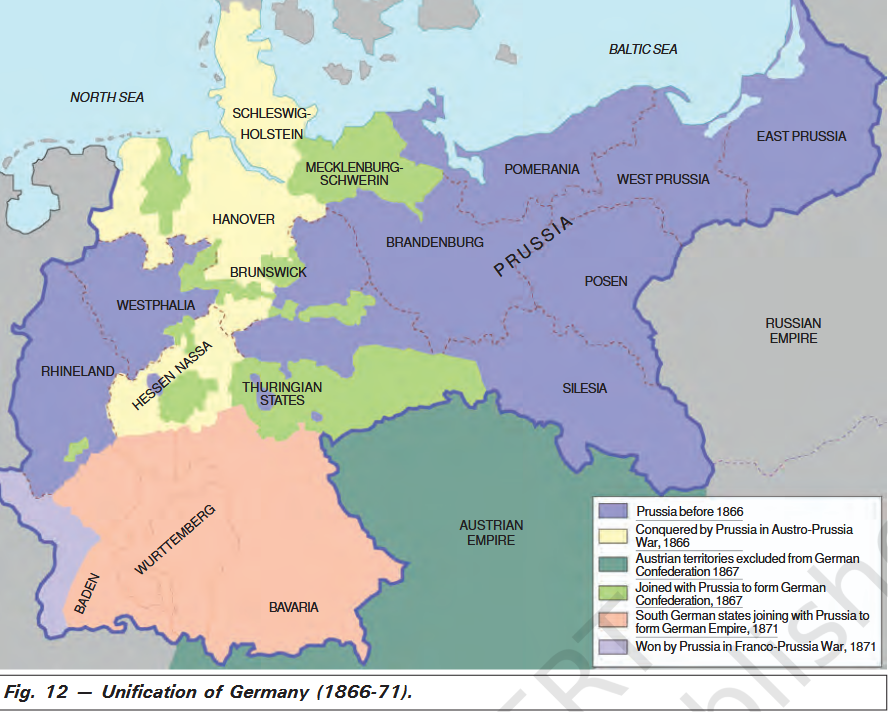 NORTH SEA
BALTIC SEA
SCHLESWIG-
HOLSTEIN
MECKLENBURG-
SCHWERIN
POMERANIA
WEST PRUSSIA
EAST PRUSSIA
HANOVER
BRANDENBURG
PRUSSIA
BRUNSWICK
POSEN
WESTPHALIA
RUSSIAN
EMPIRE
RHINELAND
HESSEN NASSA
THURINGIAN
STATES
SILESIA
WURTTEMBERG
AUSTRIAN
EMPIRE
BADEN
BAVARIA
Prussia before 1866
Conquered by Prussia in Austro-Prussia
War, 1866
Austrian territories excluded from German
Confederation 1867
Joined with Prussia to form German
Confederation, 1867
South German states joining with Prussia to
form German Empire, 1871
Won by Prussia in Franco-Prussia War, 1871
Fig. 12 — Unification of Germany (1866-71).